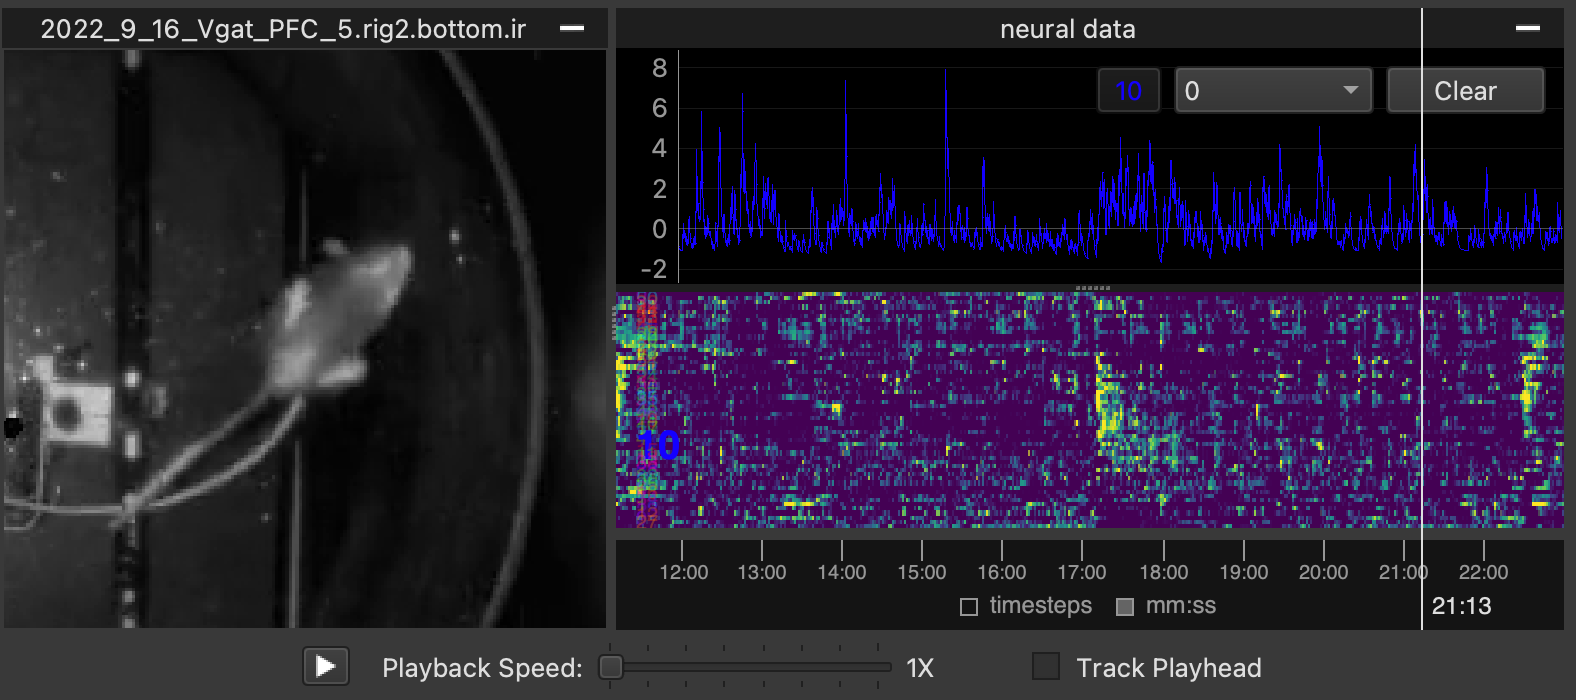 2022_9_16_Vgat_PFC_5.rig2.bottom.ir
neural data
8
6
4
2
0
-2
10
0
Clear
10
12:00 13:00 14:00 15:00 16:00 17:00 18:00 19:00 20:00 21:00 22:00
timesteps mm:ss
21:13
Playback Speed: 1X
Track Playhead